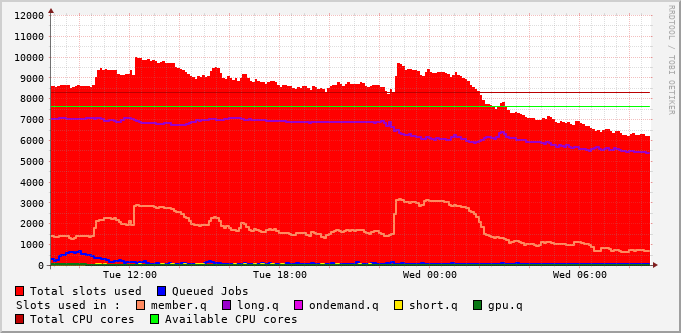 RRDTOOL / TOBI OETIKER
12000
11000
10000
9000
8000
7000
6000
5000
4000
3000
2000
1000
0
Tue 12:00 Tue 18:00 Wed 00:00 Wed 06:00
Total slots used Queued Jobs
Slots used in : member.q long.q ondemand.q short.q gpu.q
Total CPU cores Available CPU cores